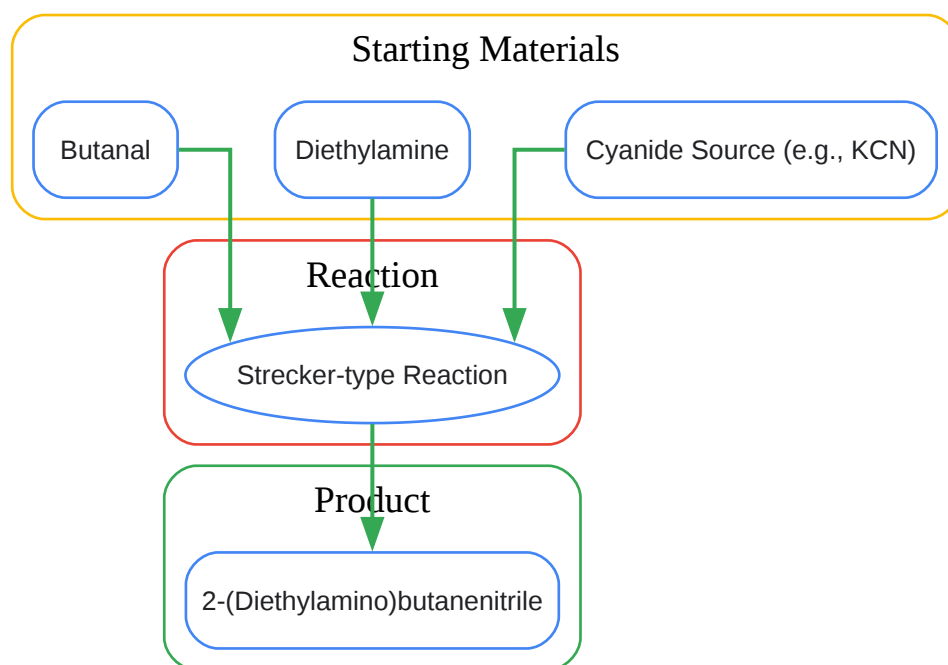 Starting Materials
Butanal
Diethylamine
Cyanide Source (e.g., KCN)
Reaction
Strecker-type Reaction
Product
2-(Diethylamino)butanenitrile